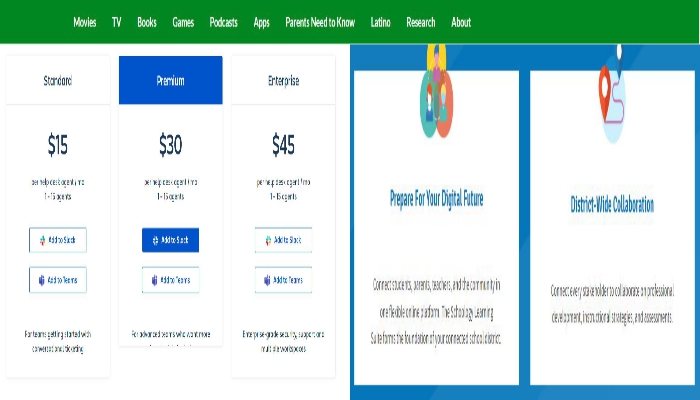 Movies TV Books Games Podcasts Apps Parents Need to Know Latino Research About
Standard
$15
per help desk agent / mo
1 - 15 agents
Add to Slack
Add to Teams
For teams getting started with
conversational ticketing
Premium
$30
per help desk agent / mo
1 - 15 agents
Add to Slack
Add to Teams
For advanced teams who want more
Enterprise
$45
per help desk agent / mo
1 - 15 agents
Add to Slack
Add to Teams
Enterprise-grade security, support and
multiple workspaces
Prepare For Your Digital Future
Connect students, parents, teachers, and the community in
one flexible online platform. The Schoology Learning
Suite forms the foundation of your connected school district.
District-Wide Collaboration
Connect every stakeholder to collaborate on professional
development, instructional strategies, and assessments.